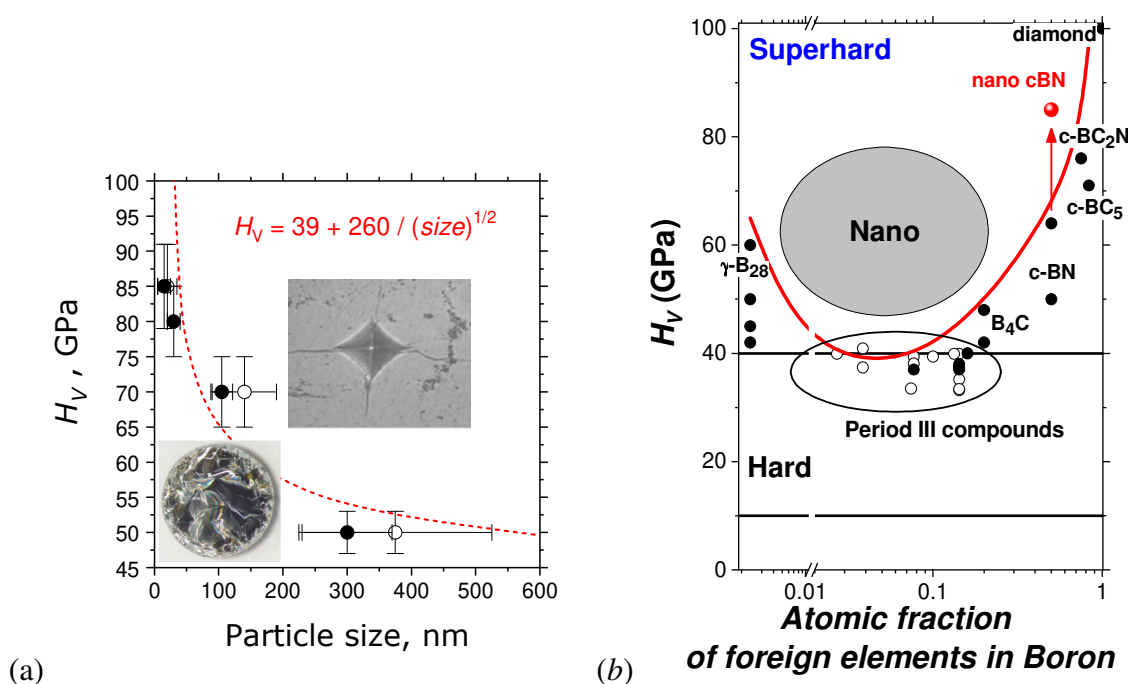 100
95
90
85
80
75
70
65
60
55
50
45
H_V , GPa
H_V = 39 + 260 / (size)^{1/2}
0 100 200 300 400 500 600
Particle size, nm
(a)
100
80
60
40
20
0
H_V (GPa)
Superhard
diamond
nano cBN
c-BC₂N
c-BC₅
Nano
γ-B₂₈
c-BN
B₄C
Period III compounds
Hard
0.01 0.1 1
Atomic fraction
of foreign elements in Boron
(b)